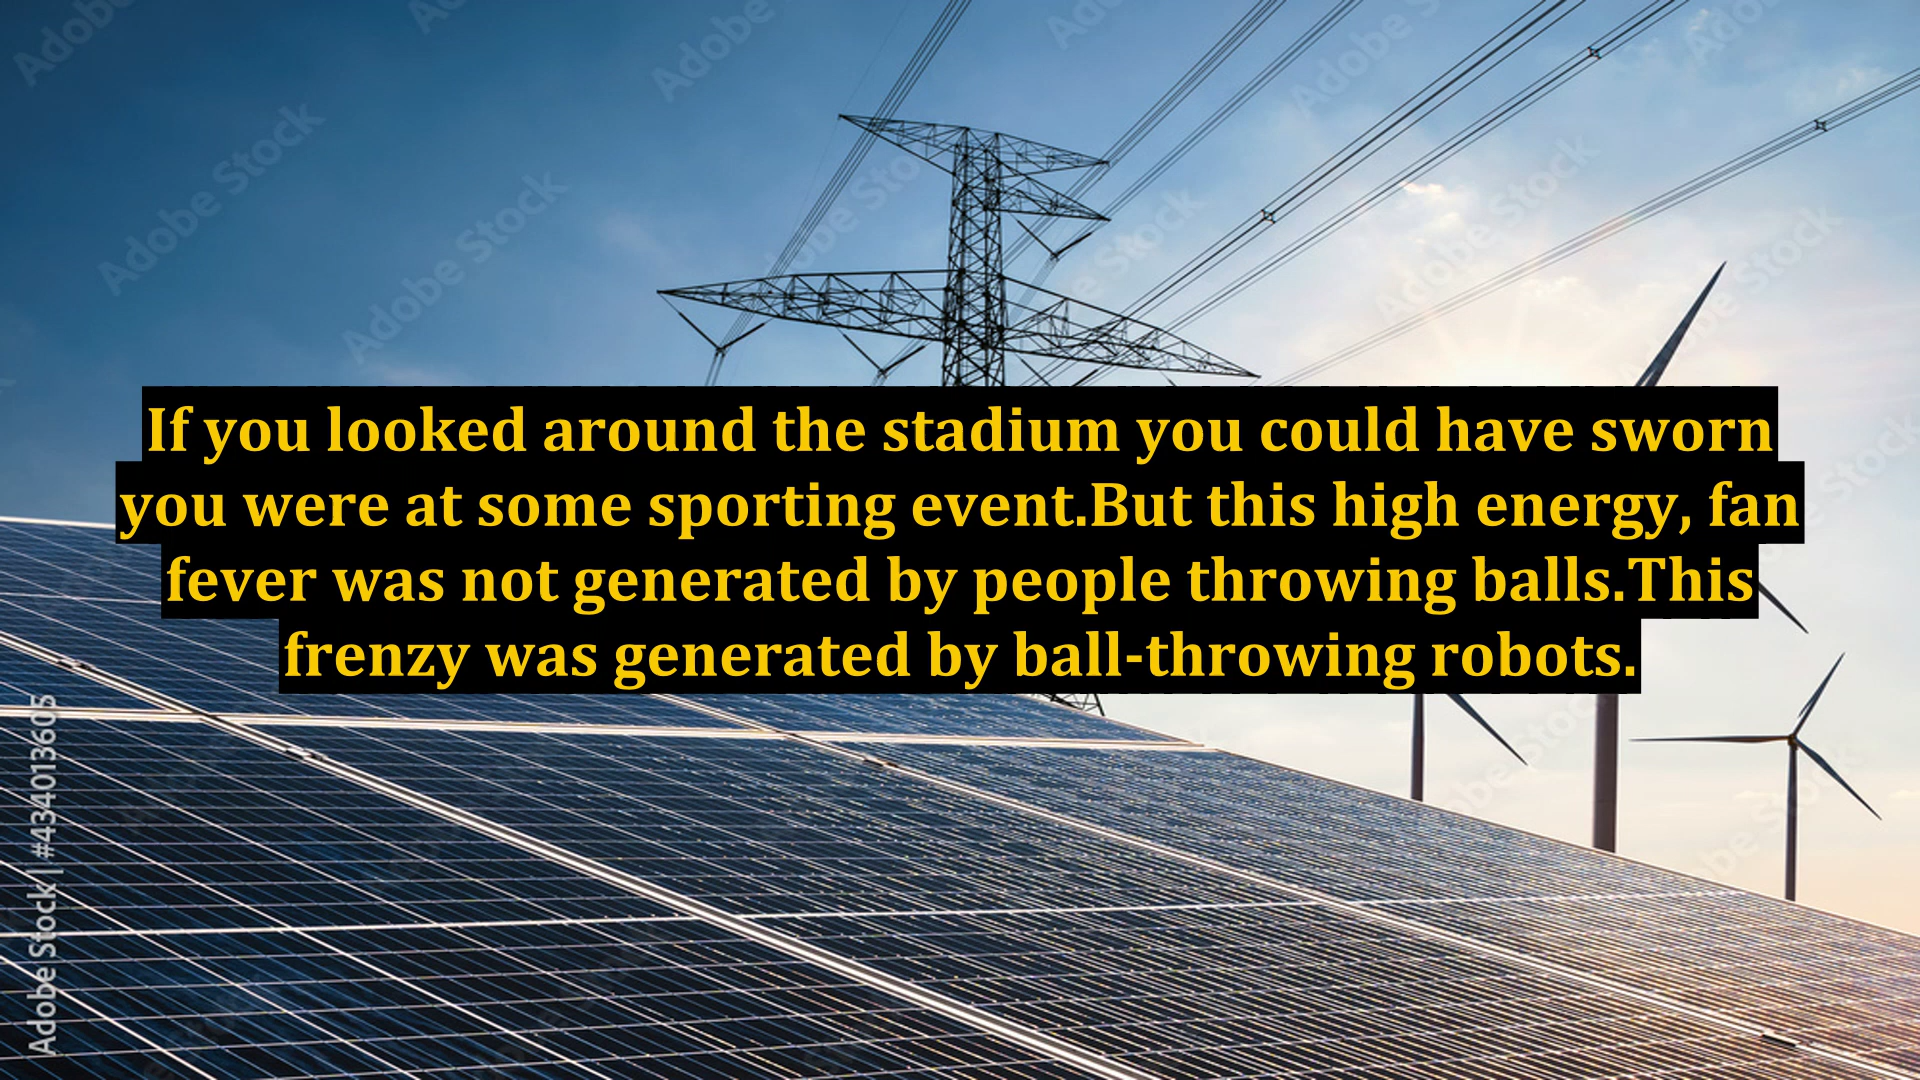 If you looked around the stadium you could have sworn
you were at some sporting event.But this high energy, fan
fever was not generated by people throwing balls.This
frenzy was generated by ball-throwing robots.
Adobe Stock | #434013605